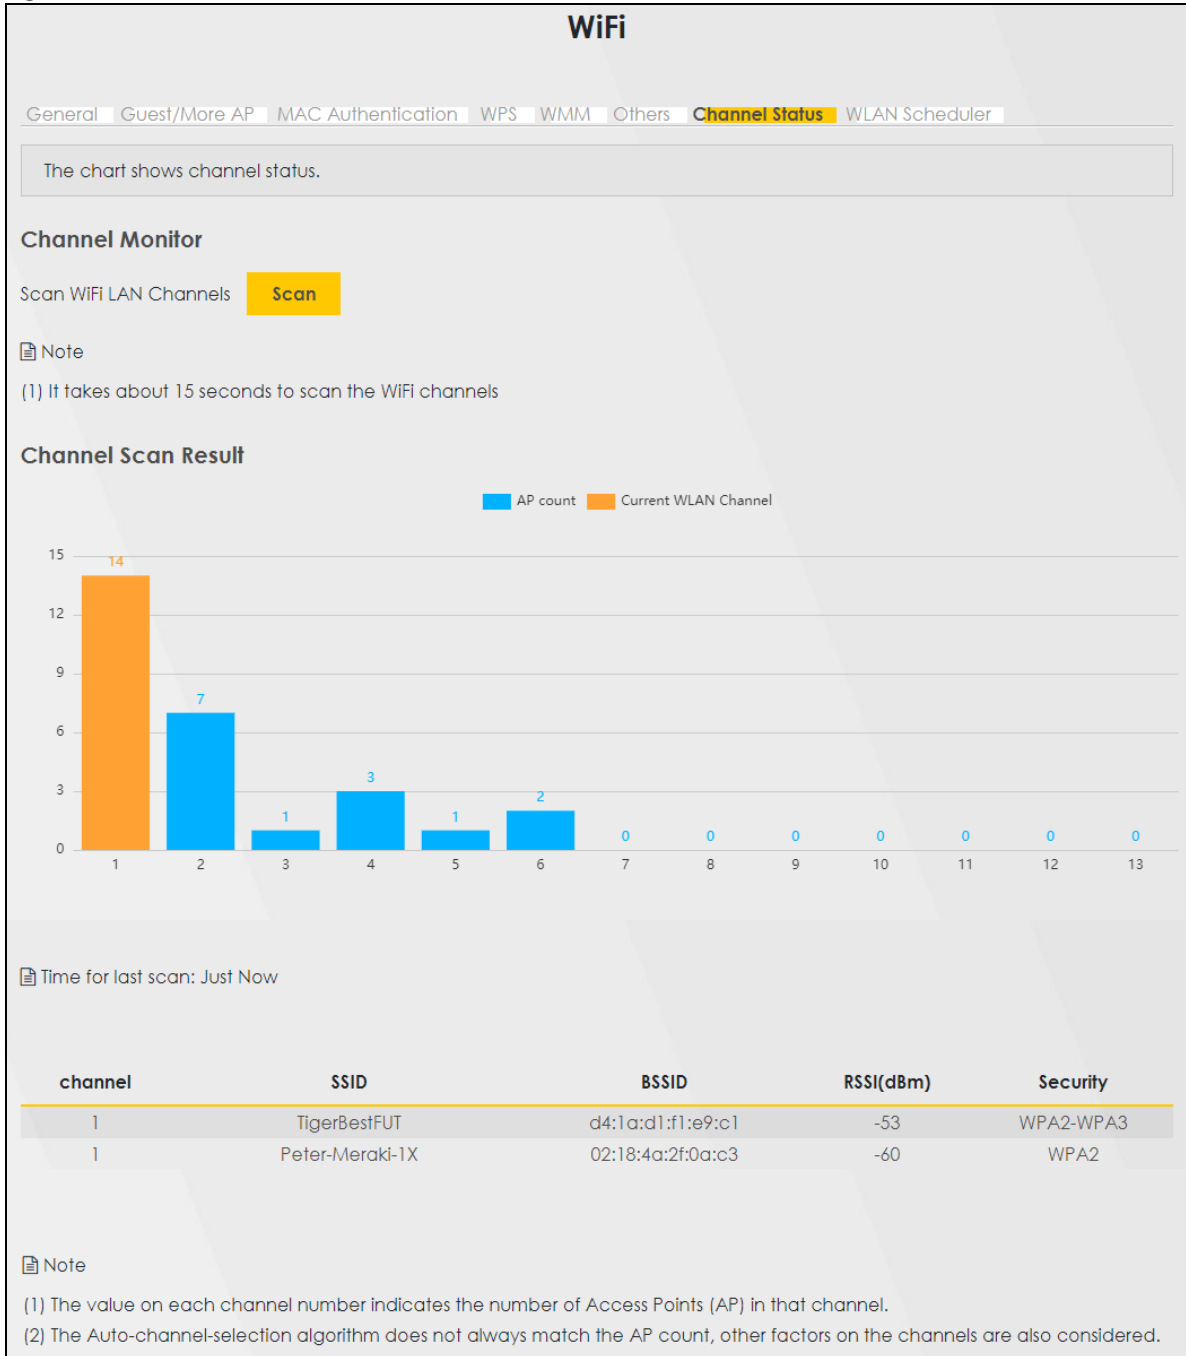 WiFi
General Guest/More AP MAC Authentication WPS WMM Others Channel Status WLAN Scheduler
The chart shows channel status.
Channel Monitor
Scan WiFi LAN Channels Scan
Note
(1) It takes about 15 seconds to scan the WiFi channels
Channel Scan Result
AP count Current WLAN Channel
15
14
12
9
7
6
3
3
2
1
1
0 0 0 0 0 0 0
0
1 2 3 4 5 6 7 8 9 10 11 12 13
Time for last scan: Just Now
channel SSID BSSID RSSI(dBm) Security
1 TigerBestFUT d4:1a:d1:f1:e9:c1 -53 WPA2-WPA3
1 Peter-Meraki-1X 02:18:4a:2f:0a:c3 -60 WPA2
Note
(1) The value on each channel number indicates the number of Access Points (AP) in that channel.
(2) The Auto-channel-selection algorithm does not always match the AP count, other factors on the channels are also considered.